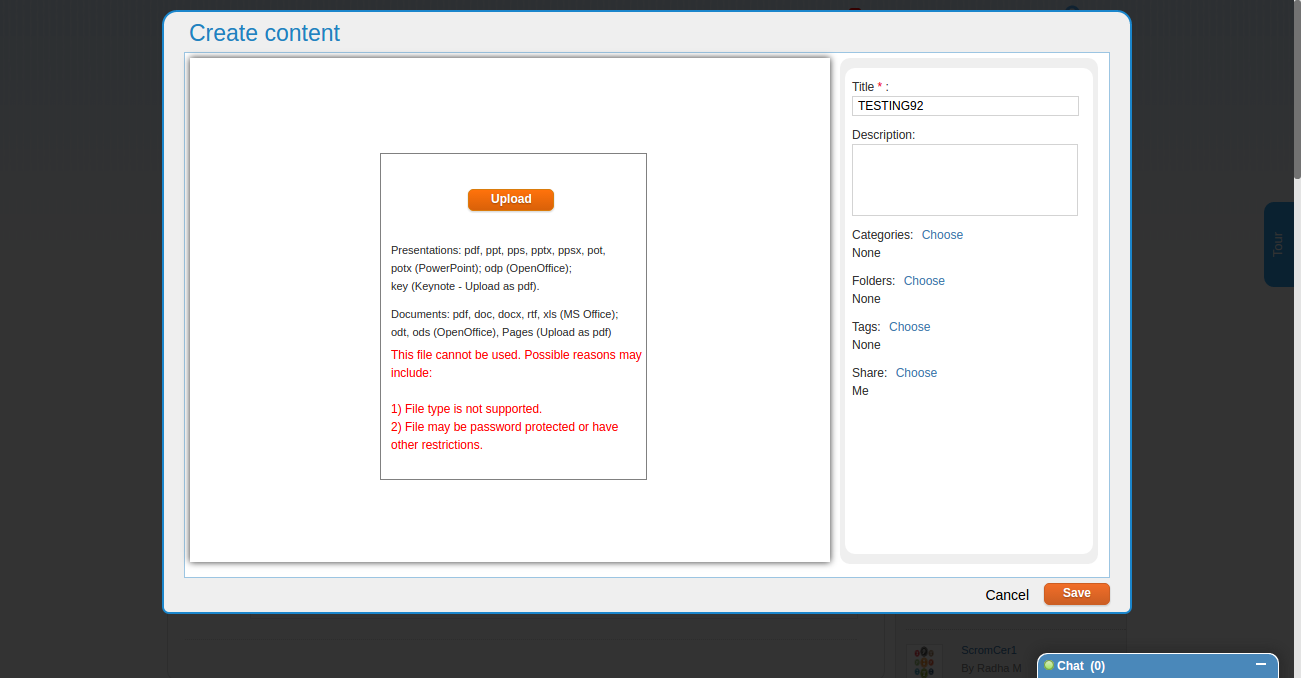 Create content
Upload
Presentations: pdf, ppt, pps, pptx, ppsx, pot,
potx (PowerPoint); odp (OpenOffice);
key (Keynote - Upload as pdf).
Documents: pdf, doc, docx, rtf, xls (MS Office);
odt, ods (OpenOffice), Pages (Upload as pdf)
This file cannot be used. Possible reasons may
include:
1) File type is not supported.
2) File may be password protected or have
other restrictions.
Title * :
TESTING92
Description:
Categories: Choose
None
Folders: Choose
None
Tags: Choose
None
Share: Choose
Me
Cancel
Save
Tour
ScromCer1
By Radha M
Chat (0)